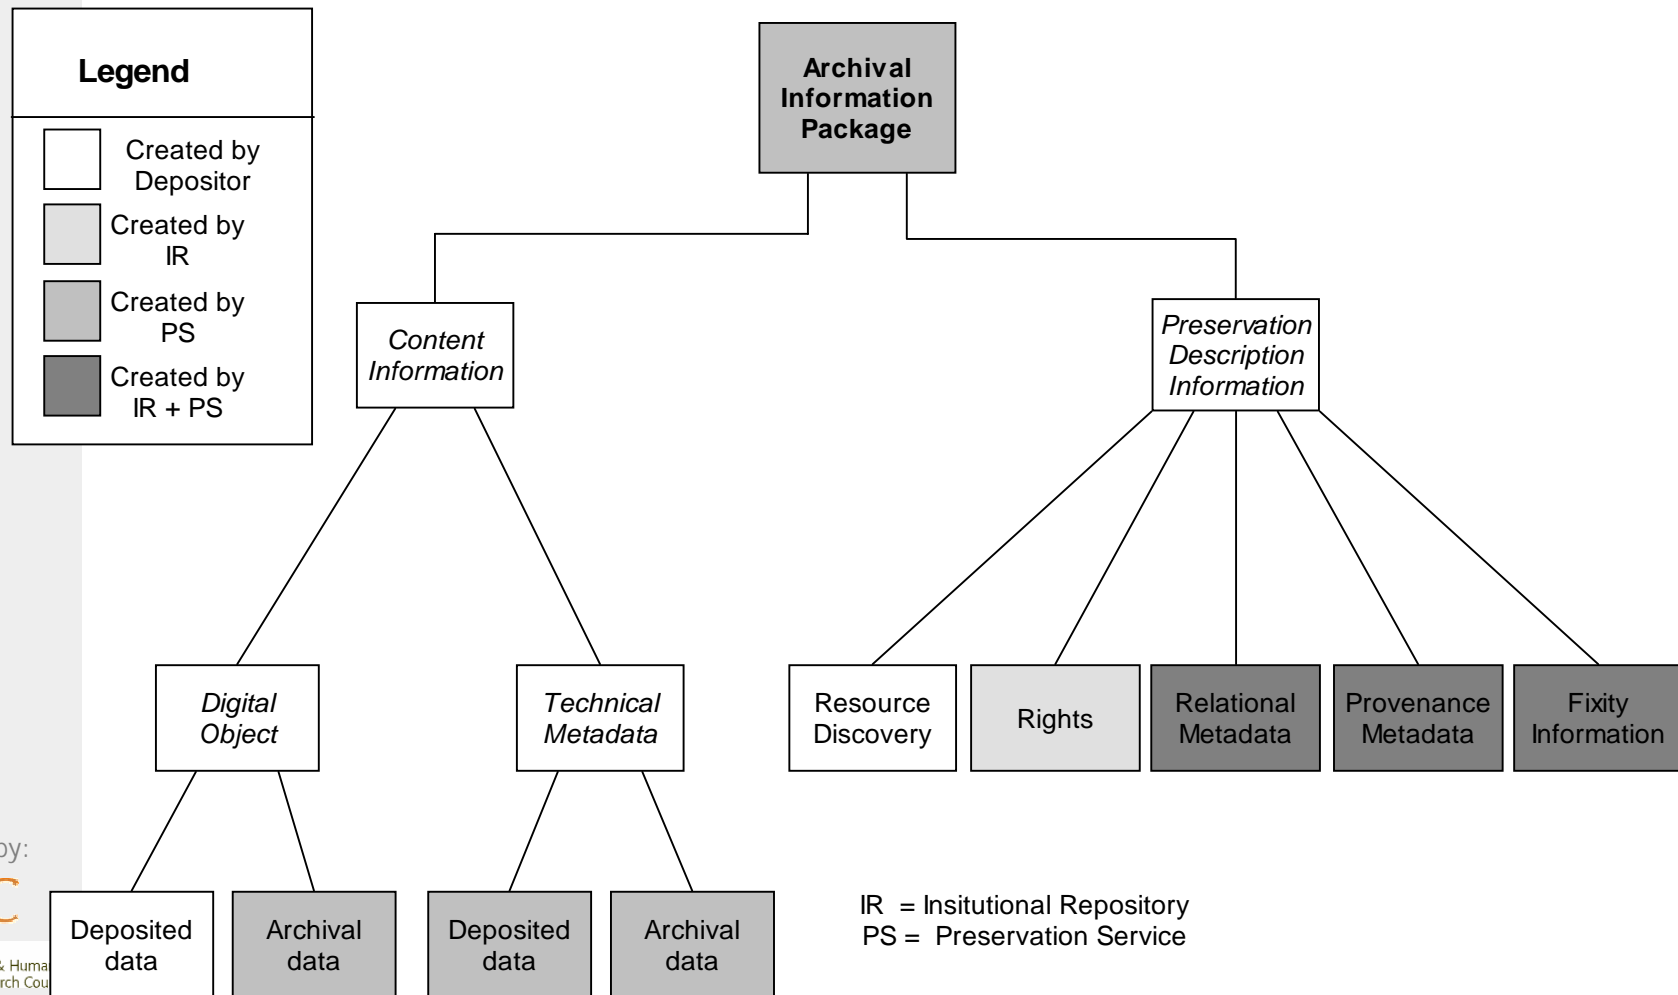 Legend
Created by
Depositor
Created by
IR
Created by
PS
Created by
IR + PS
Archival
Information
Package
Content
Information
Preservation
Description
Information
Digital
Object
Technical
Metadata
Resource
Discovery
Rights
Relational
Metadata
Provenance
Metadata
Fixity
Information
Deposited
data
Archival
data
Deposited
data
Archival
data
IR = Insitutional Repository
PS = Preservation Service
by:
C
&